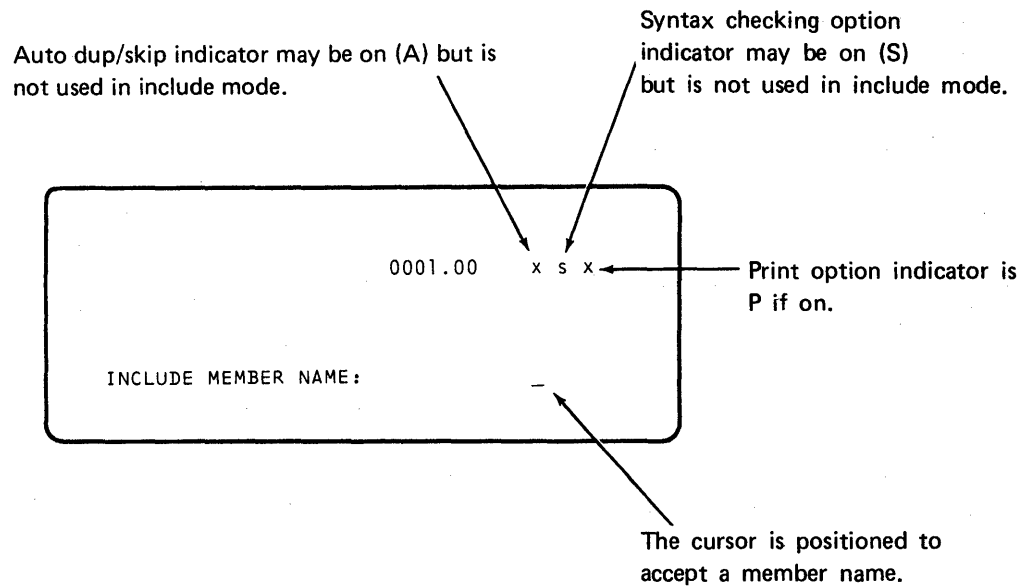 Syntax checking option
indicator may be on (S)
but is not used in include mode.
Auto dup/skip indicator may be on (A) but is
not used in include mode.
0001.00 x s x
Print option indicator is
P if on.
INCLUDE MEMBER NAME: _
The cursor is positioned to
accept a member name.